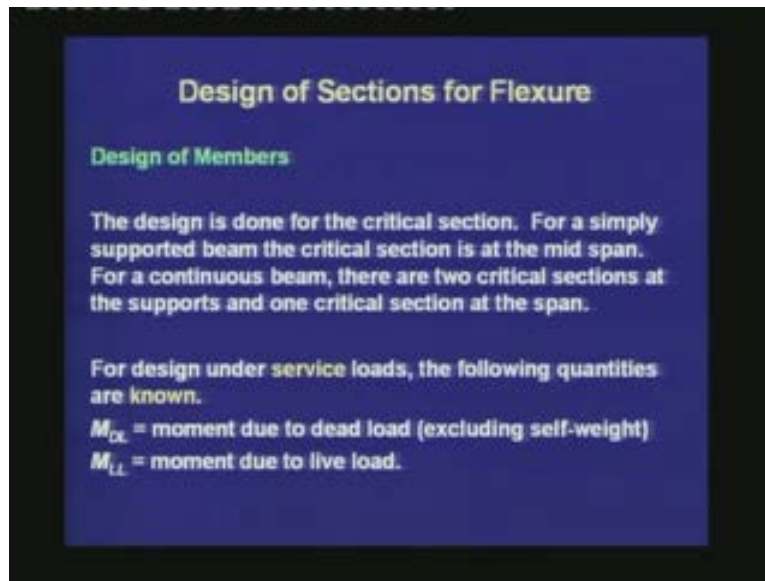 Design of Sections for Flexure
Design of Members
The design is done for the critical section. For a simply
supported beam the critical section is at the mid span.
For a continuous beam, there are two critical sections at
the supports and one critical section at the span.
For design under service loads, the following quantities
are known.
M_DL = moment due to dead load (excluding self-weight)
M_LL = moment due to live load.